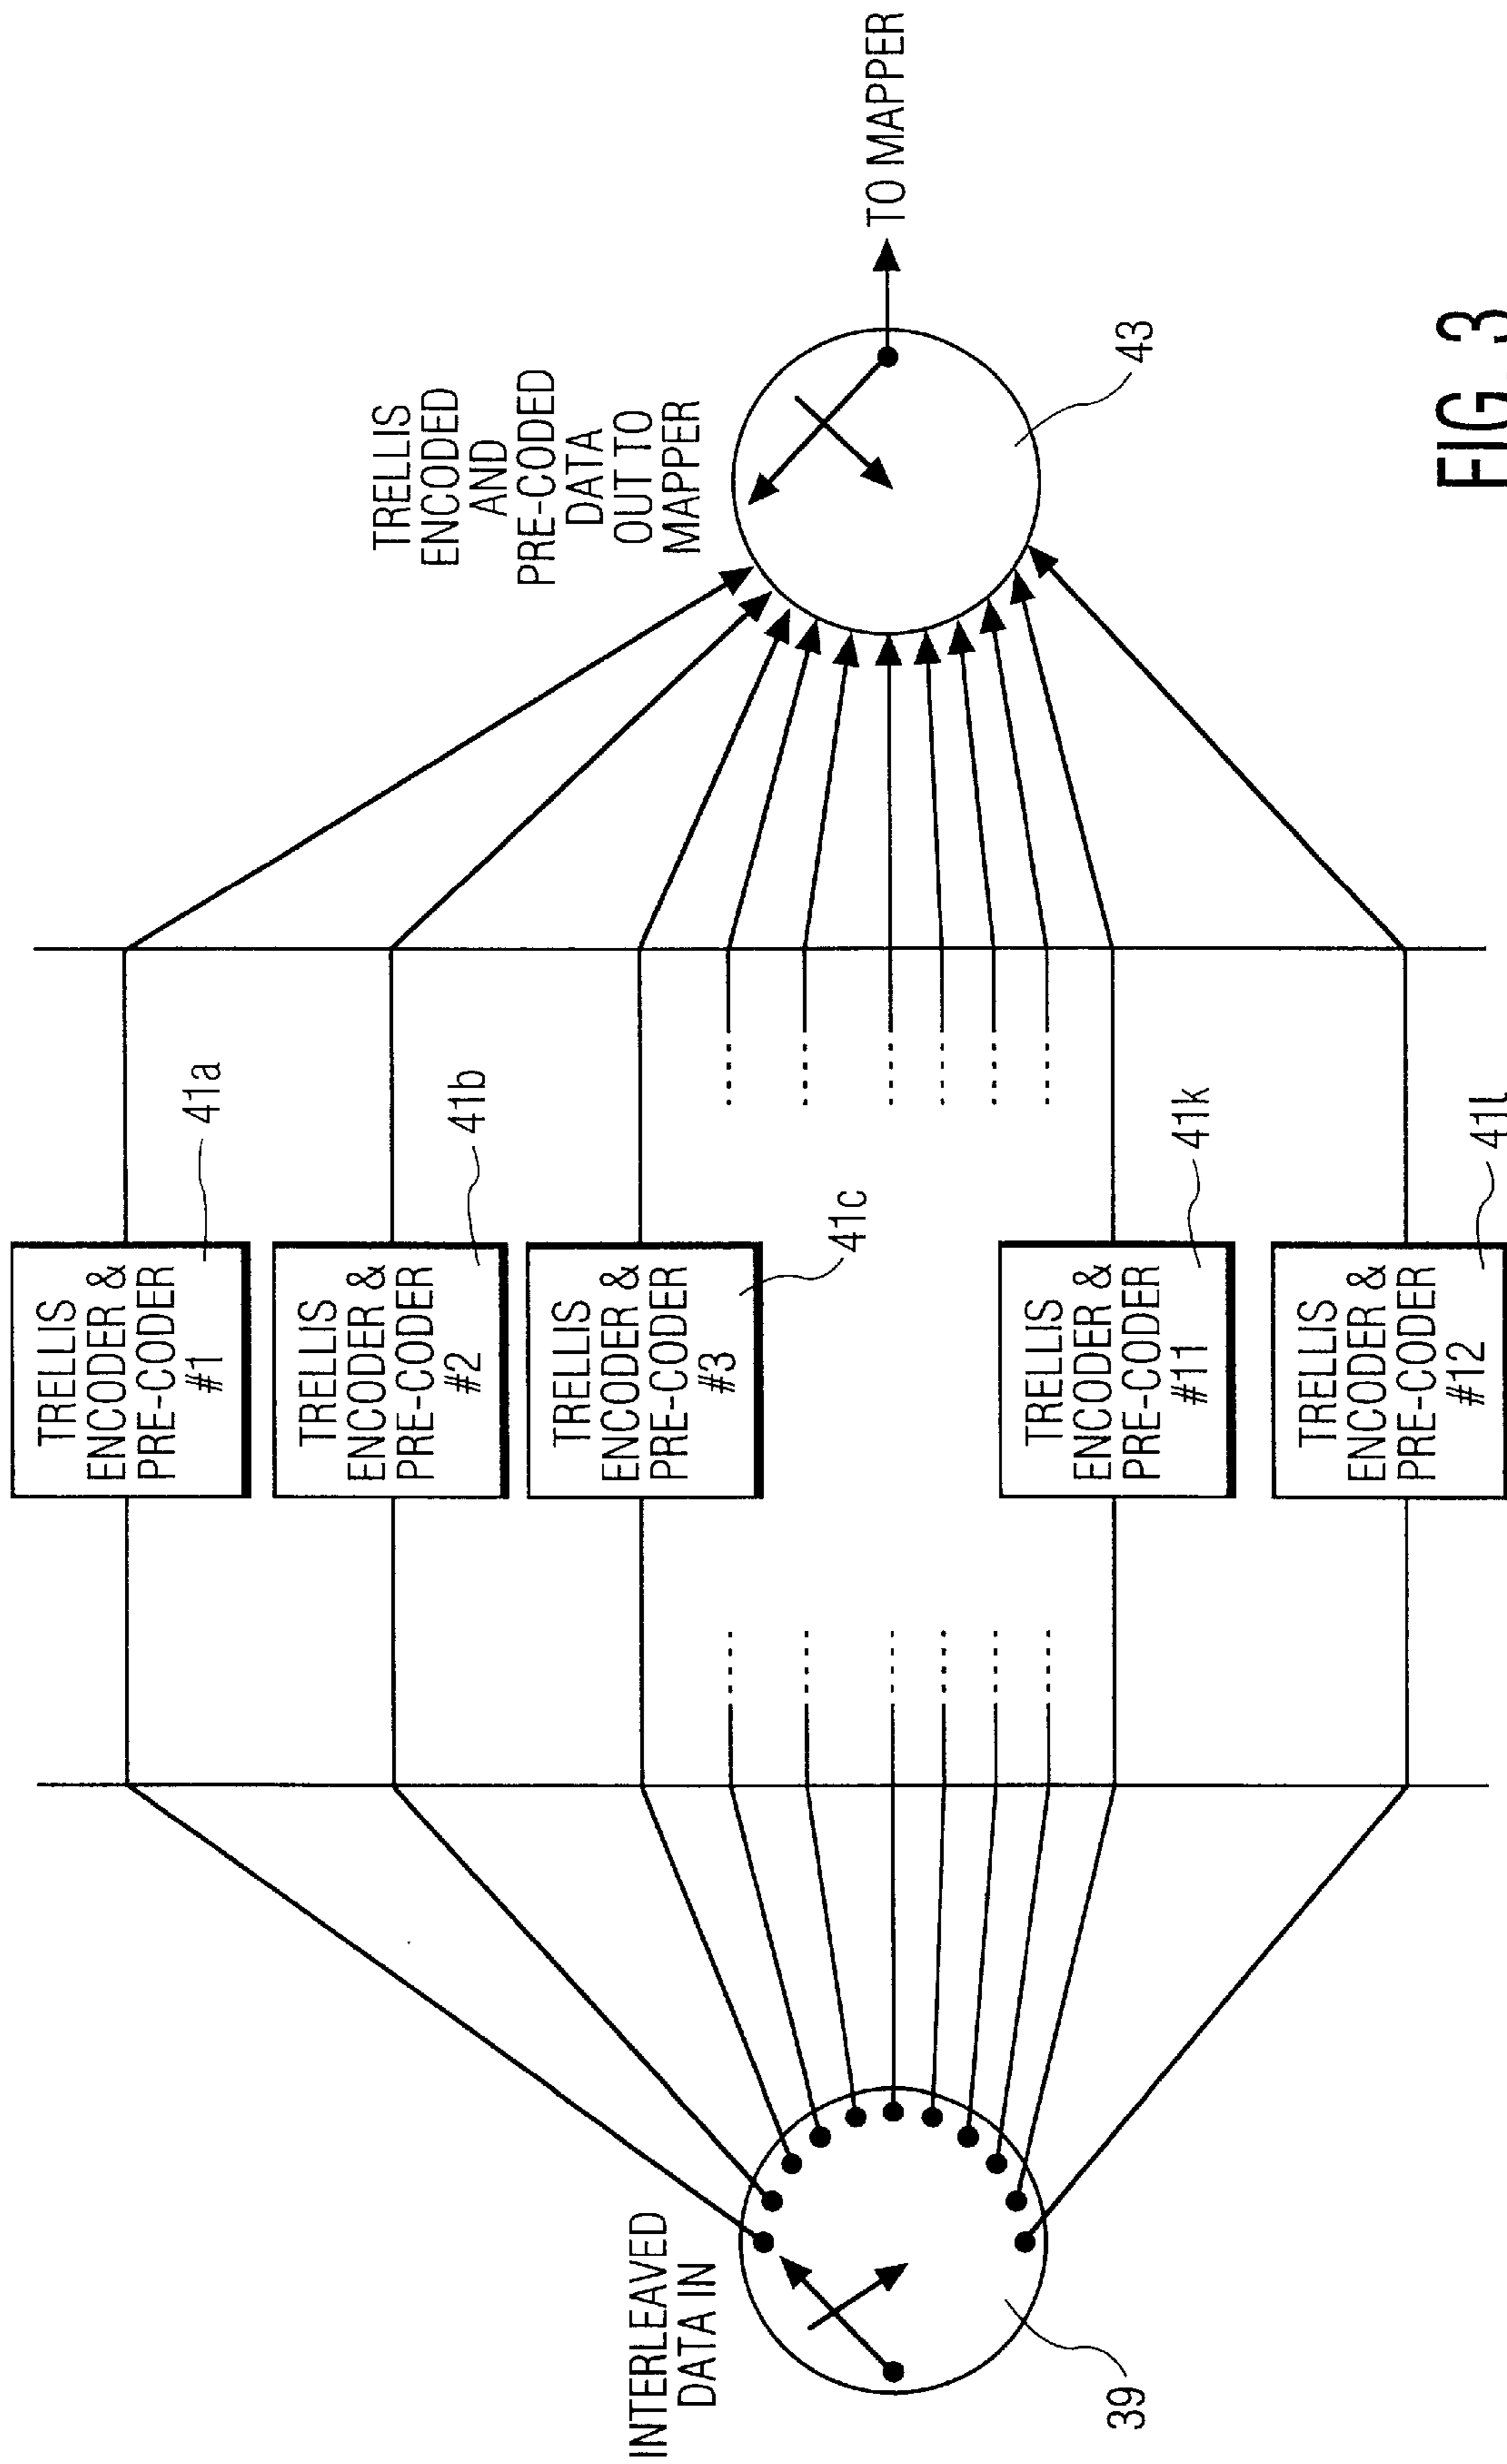 INTERLEAVED
DATA IN
39
TRELLIS
ENCODER &
PRE-CODER
#1
41a
TRELLIS
ENCODER &
PRE-CODER
#2
41b
TRELLIS
ENCODER &
PRE-CODER
#3
41c
TRELLIS
ENCODER &
PRE-CODER
#11
41k
TRELLIS
ENCODER &
PRE-CODER
#12
41l
TRELLIS
ENCODED
AND
PRE-CODED
DATA
OUT TO
MAPPER
TO MAPPER
43
FIG. 3